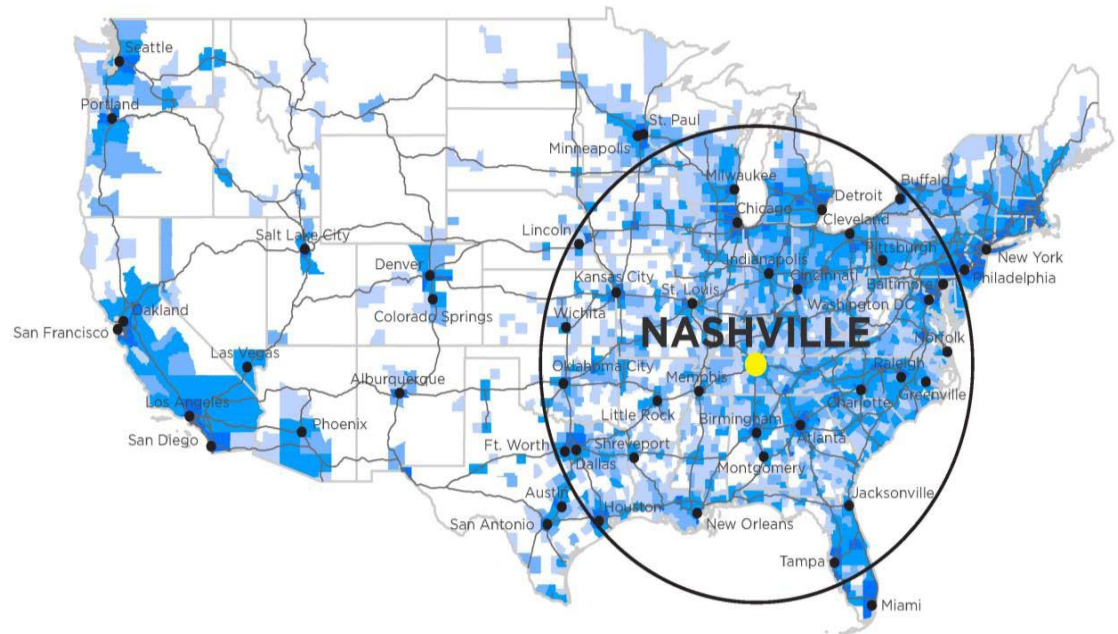 Seattle
Portland
St. Paul
Minneapolis
Milwaukee
Buffalo
Detroit
Chicago
Cleveland
Salt Lake City
Lincoln
Pittsburgh
New York
Denver
Indianapolis
Cincinnati
Philadelphia
Kansas City
Baltimore
St. Louis
Washington DC
Colorado Springs
Oakland
Wichita
San Francisco
NASHVILLE
Norfolk
Las Vegas
Oklahoma City
Raleigh
Alburquerque
Memphis
Greenville
Los Angeles
Little Rock
Charlotte
Phoenix
Birmingham
San Diego
Ft. Worth
Shreveport
Atlanta
Dallas
Montgomery
Austin
Houston
Jacksonville
San Antonio
New Orleans
Tampa
Miami